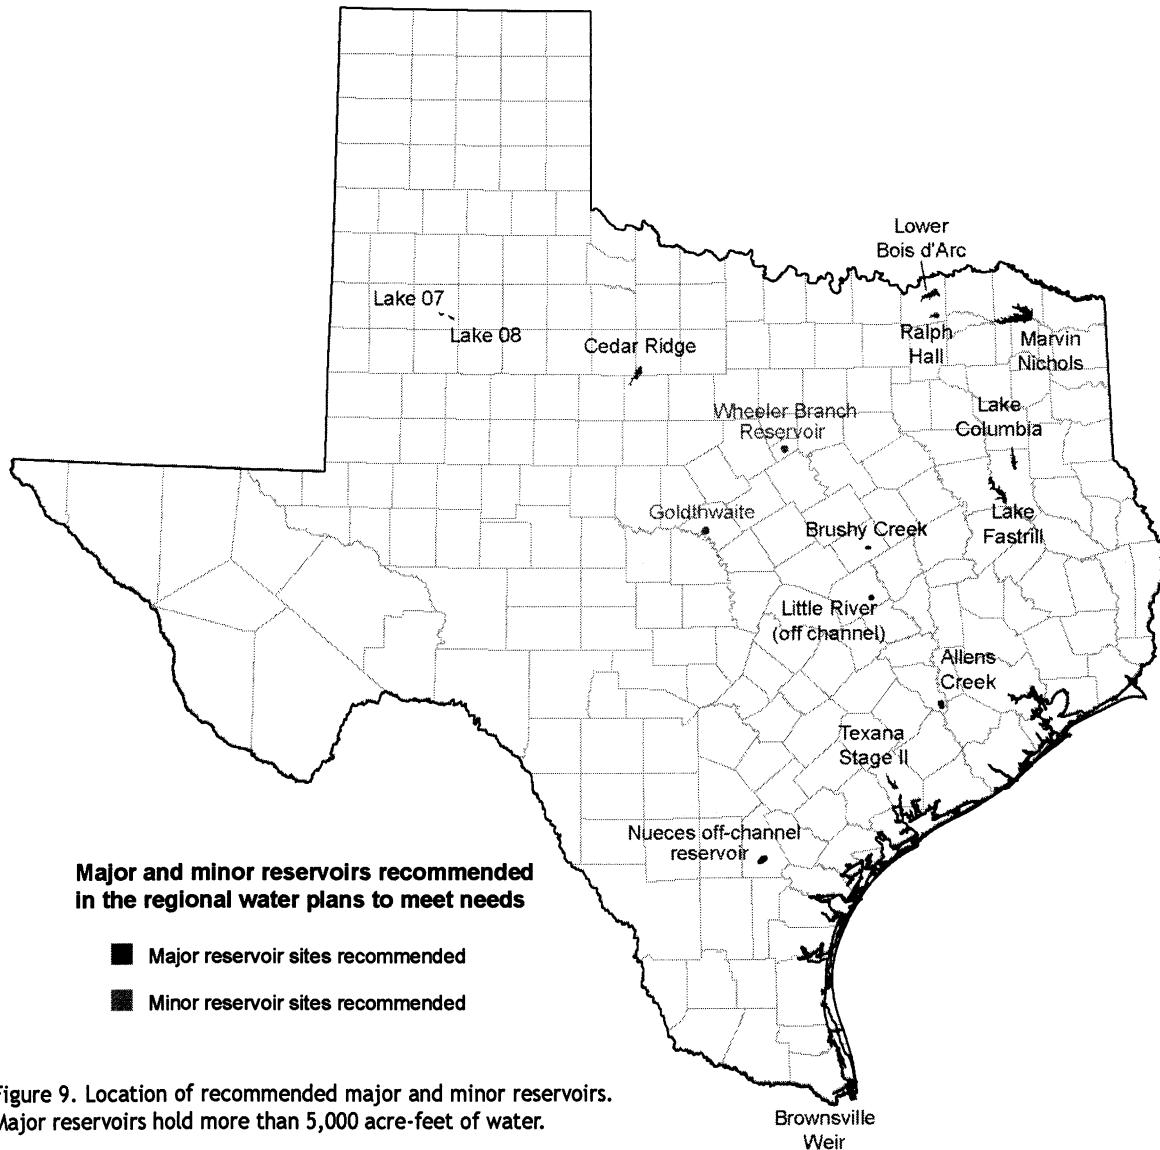 Lower
Bois d'Arc
Lake 07
Lake 08
Cedar Ridge
Ralph
Hall
Marvin
Nichols
Wheeler Branch
Reservoir
Lake
Columbia
Goldthwaite
Brushy Creek
Lake
Fastrill
Little River
(off channel)
Allens
Creek
Texana
Stage II
Nueces off-channel
reservoir
Major and minor reservoirs recommended
in the regional water plans to meet needs
Major reservoir sites recommended
Minor reservoir sites recommended
igure 9. Location of recommended major and minor reservoirs.
Major reservoirs hold more than 5,000 acre-feet of water.
Brownsville
Weir